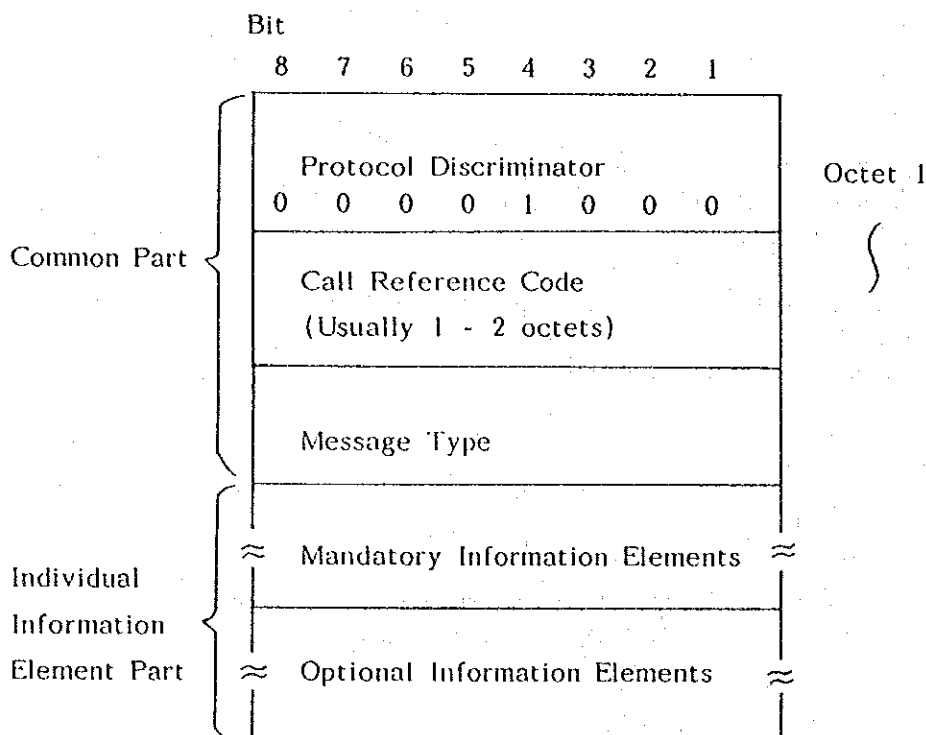 Bit
8 7 6 5 4 3 2 1
Protocol Discriminator
Octet 1
0 0 0 0 1 0 0 0
Common Part
Call Reference Code
(Usually 1 - 2 octets)
Message Type
Mandatory Information Elements
Individual
Information
Element Part
Optional Information Elements